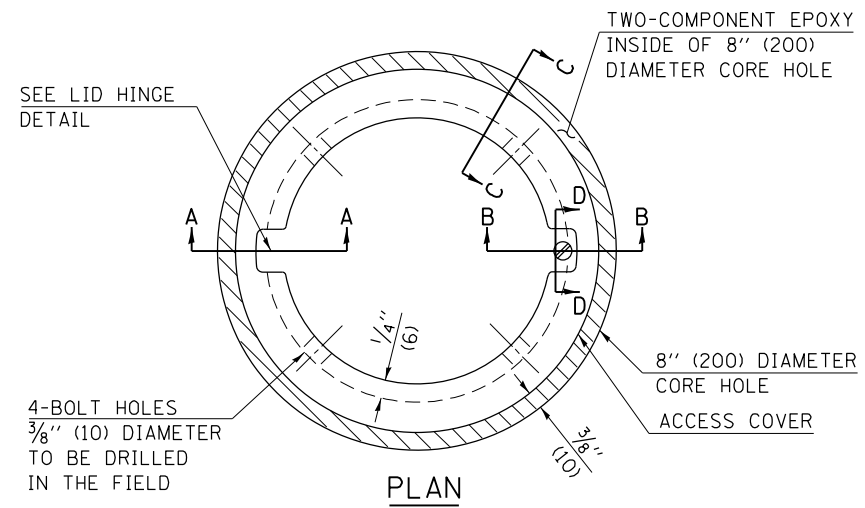 TWO-COMPONENT EPOXY
INSIDE OF 8" (200)
DIAMETER CORE HOLE
SEE LID HINGE
DETAIL
C
C
A
A
B
B
D
D
1/4"
(6)
8" (200) DIAMETER
CORE HOLE
ACCESS COVER
4-BOLT HOLES
3/8" (10) DIAMETER
TO BE DRILLED
IN THE FIELD
3/8"
(10)
PLAN